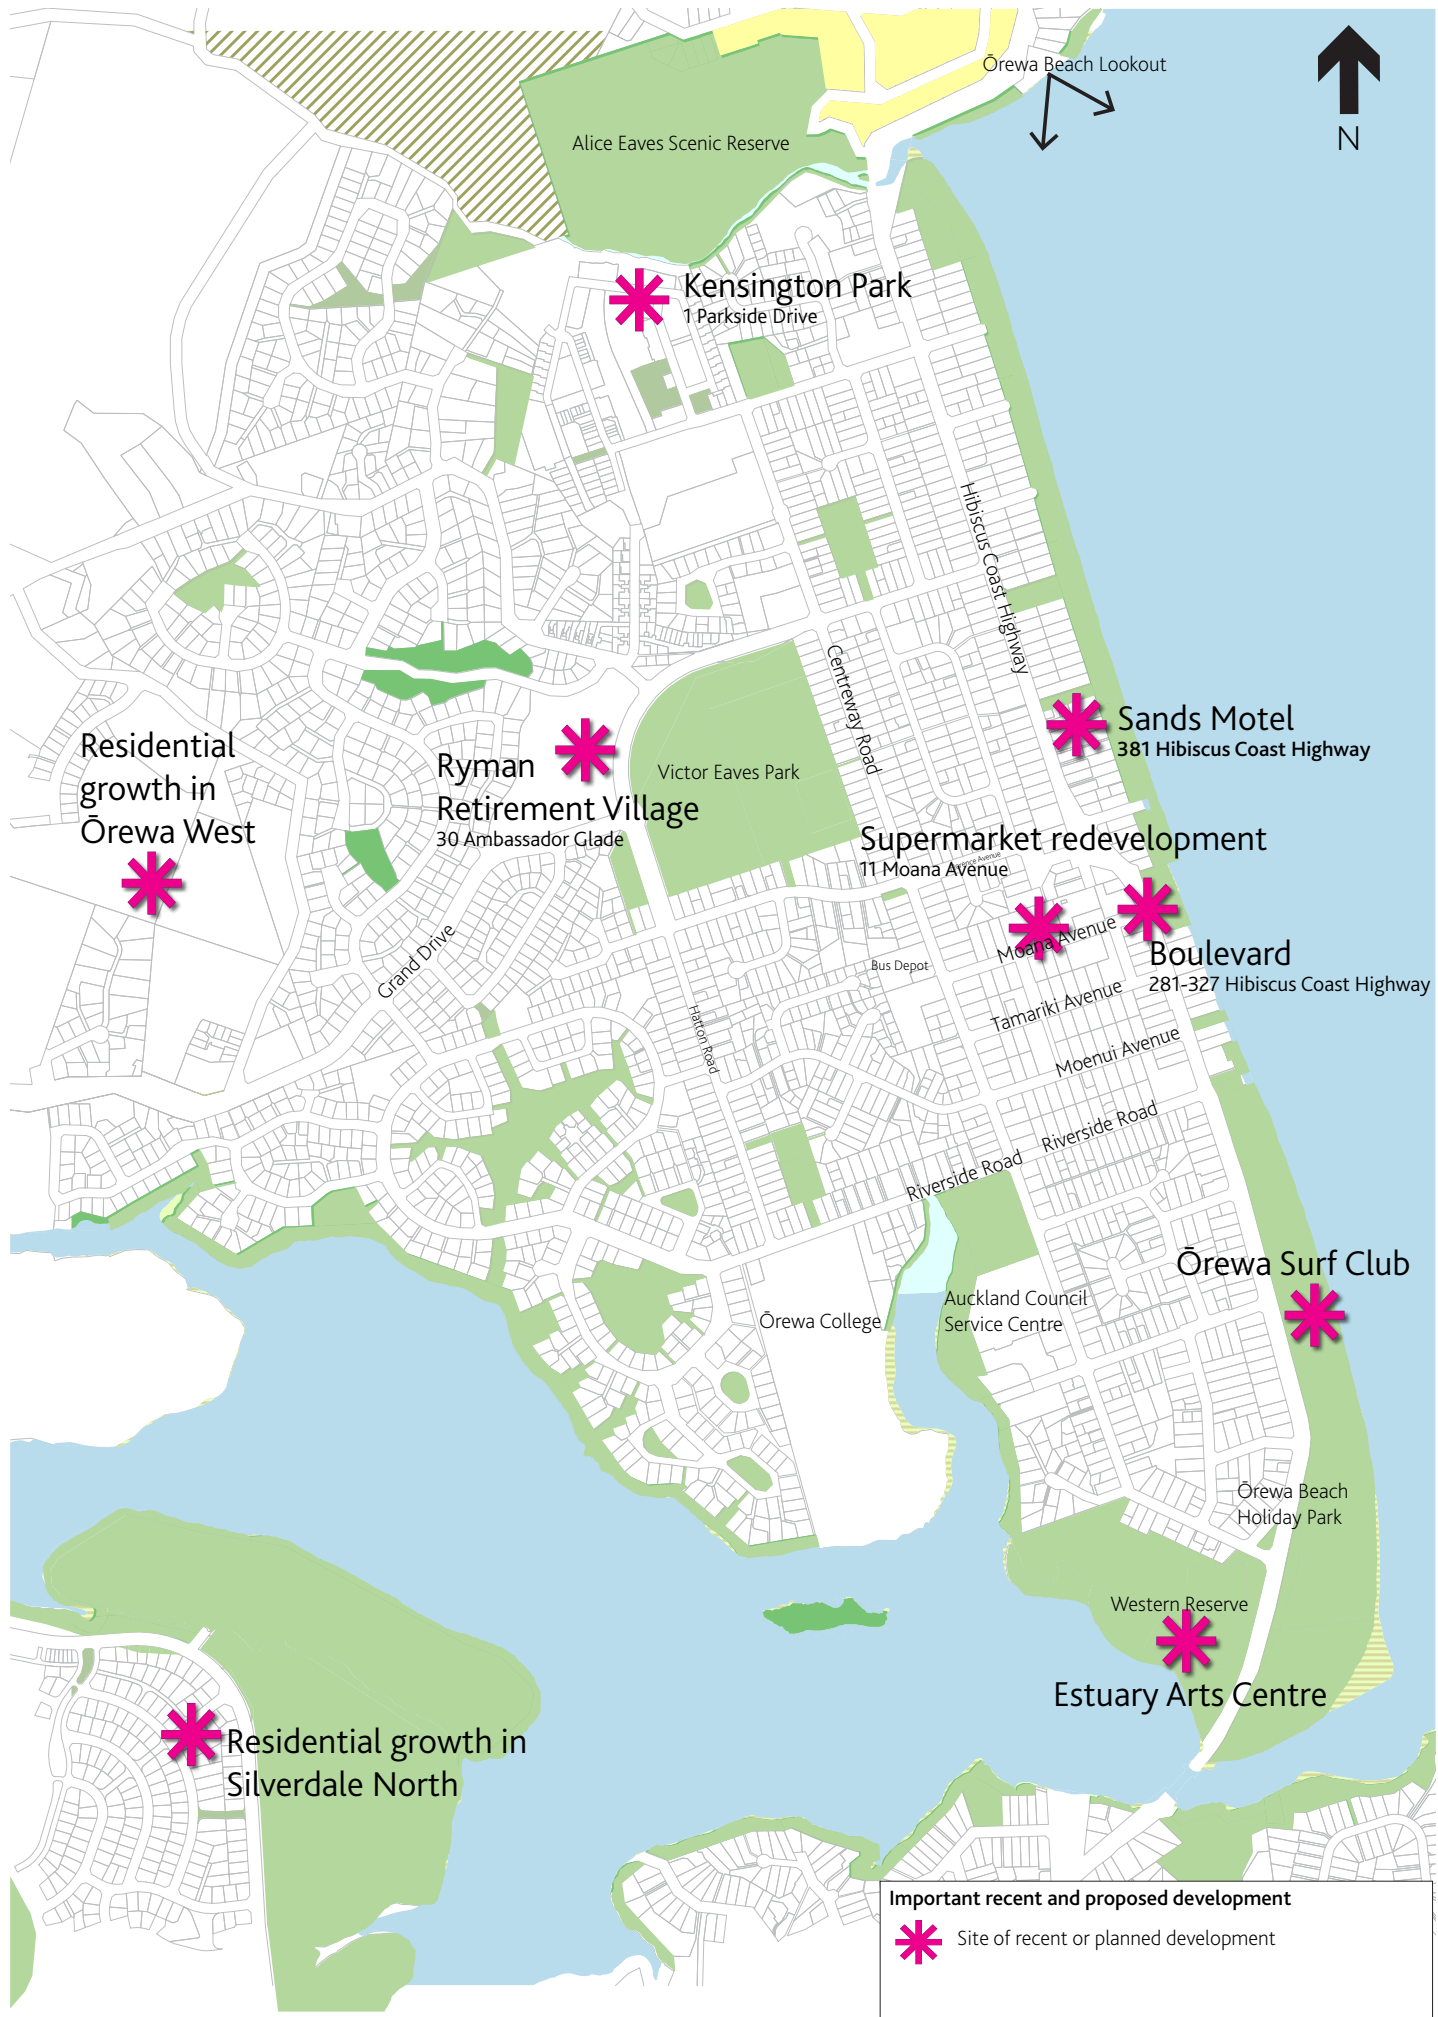 Ōrewa Beach Lookout
N
Alice Eaves Scenic Reserve
Kensington Park
1 Parkside Drive
Hibiscus Coast Highway
Centreway Road
Sands Motel
381 Hibiscus Coast Highway
Residential
growth in
Ōrewa West
Ryman
Retirement Village
30 Ambassador Glade
Victor Eaves Park
Supermarket redevelopment
11 Moana Avenue
Avenue
Moana Avenue
Boulevard
281-327 Hibiscus Coast Highway
Bus Depot
Grand Drive
Tamariki Avenue
Hatton Road
Moenui Avenue
Riverside Road
Riverside Road
Ōrewa Surf Club
Auckland Council
Service Centre
Ōrewa College
Ōrewa Beach
Holiday Park
Western Reserve
Estuary Arts Centre
Residential growth in
Silverdale North
Important recent and proposed development
Site of recent or planned development